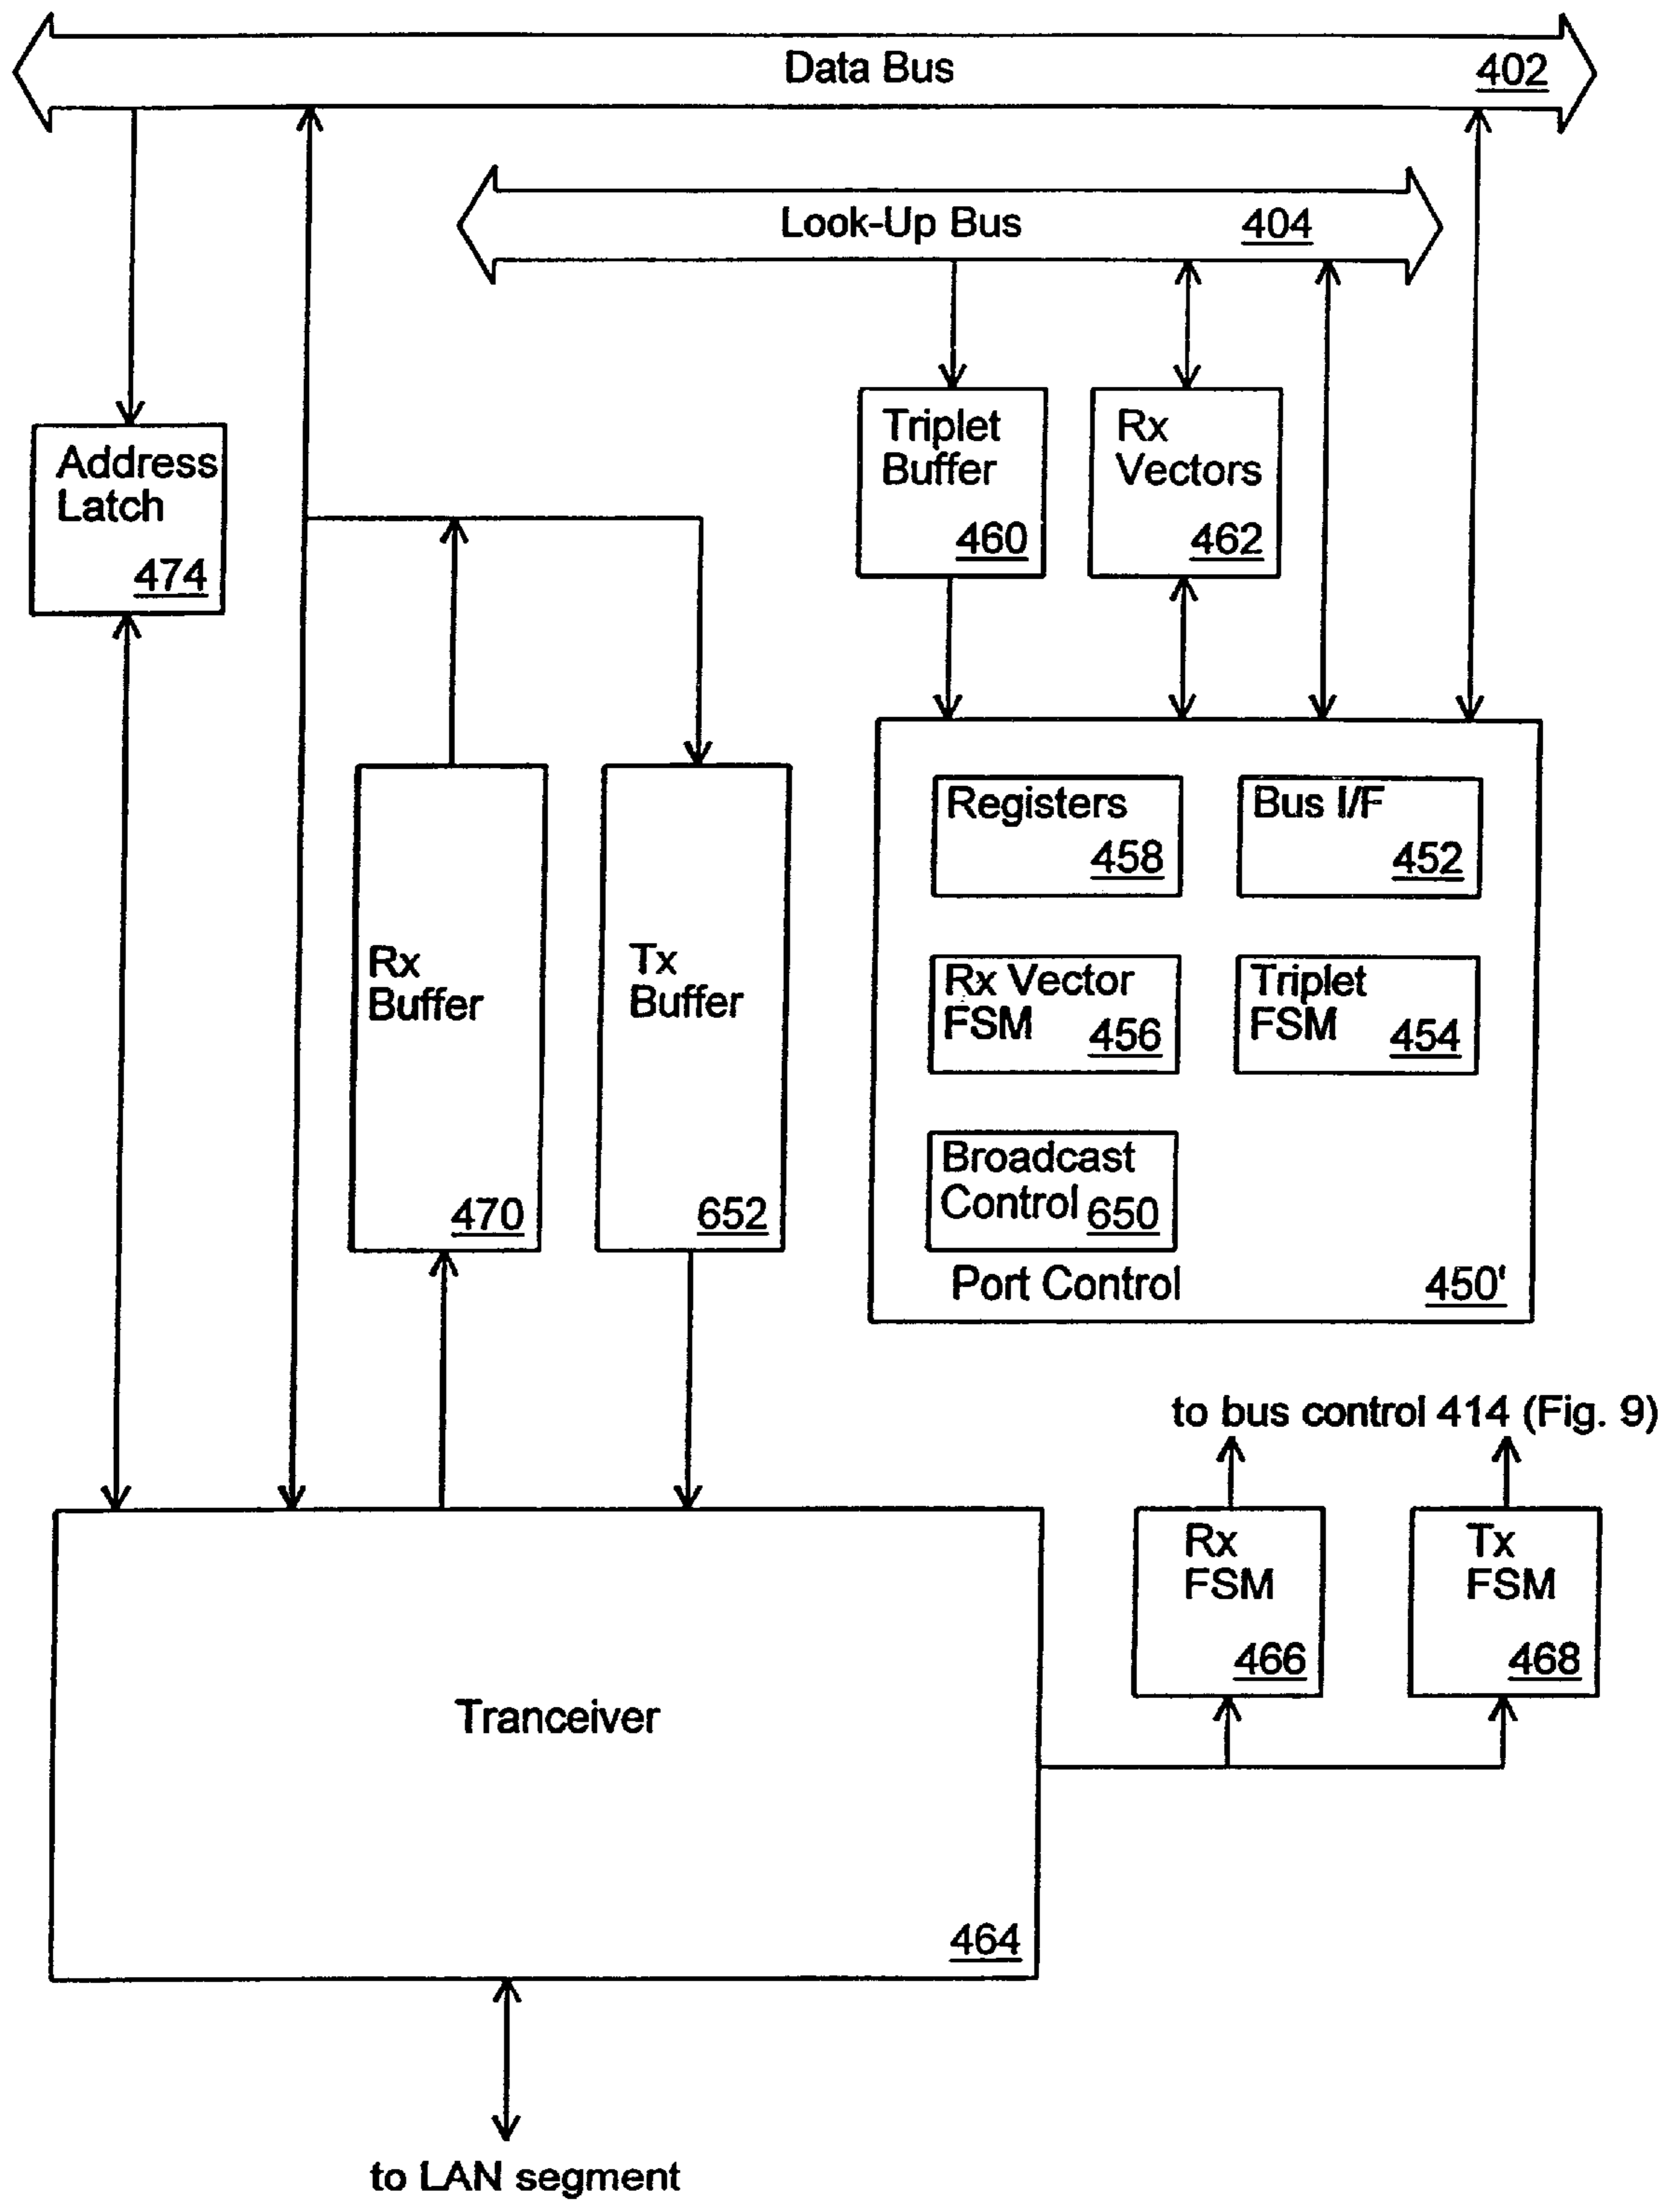 Data Bus 402
Look-Up Bus 404
Address
Latch
474
Triplet
Buffer
460
Rx
Vectors
462
Rx
Buffer
470
Tx
Buffer
652
Registers
458
Bus I/F
452
Rx Vector
FSM 456
Triplet
FSM 454
Broadcast
Control 650
Port Control 450'
to bus control 414 (Fig. 9)
Rx
FSM
466
Tx
FSM
468
Tranceiver
464
to LAN segment